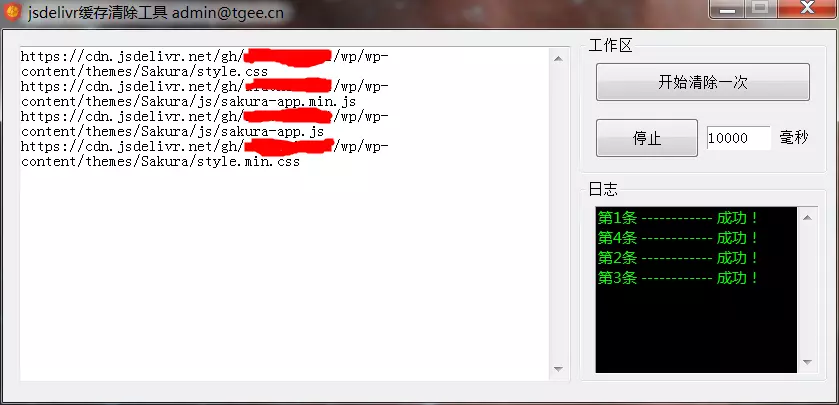 jsdelivr缓存清除工具 admin@tgee.cn
https://cdn.jsdelivr.net/gh/ /wp/wp-
content/themes/Sakura/style.css
https://cdn.jsdelivr.net/gh/ /wp/wp-
content/themes/Sakura/js/sakura-app.min.js
https://cdn.jsdelivr.net/gh/ /wp/wp-
content/themes/Sakura/js/sakura-app.js
https://cdn.jsdelivr.net/gh/ /wp/wp-
content/themes/Sakura/style.min.css
工作区
开始清除一次
停止 10000 毫秒
日志
第1条 ------------ 成功！
第4条 ------------ 成功！
第2条 ------------ 成功！
第3条 ------------ 成功！